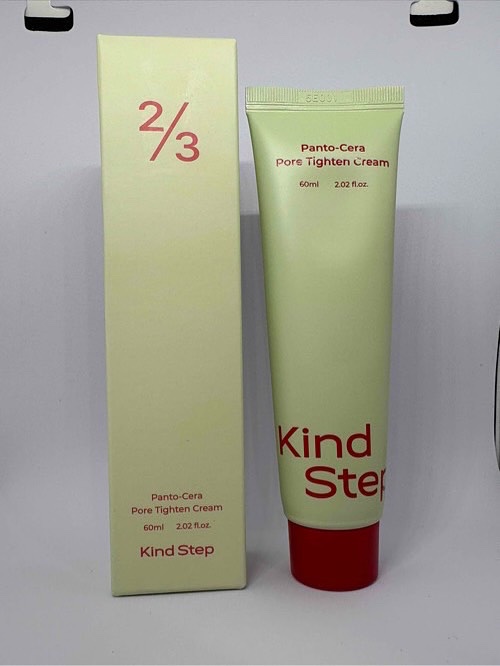 2/3
Panto-Cera
Pore Tighten Cream
60ml 2.02 fl.oz.
Kind Step
Panto-Cera
Pore Tighten Cream
60ml 2.02 fl.oz.
Kind
Step